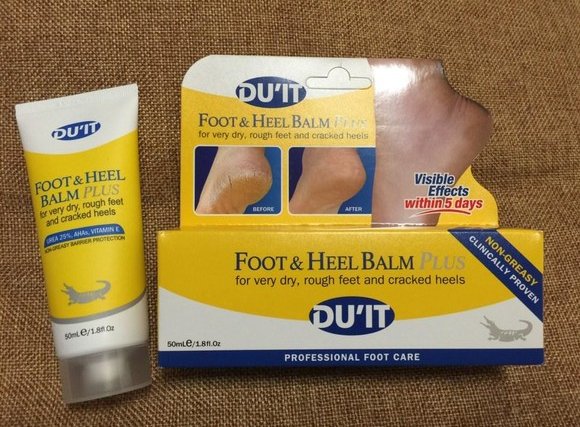 DU'IT
FOOT & HEEL
BALM PLUS
for very dry, rough feet
and cracked heels
UREA 25%, AHAs, VITAMIN E
NON-GREASY BARRIER PROTECTION
50mLe/1.8fl.Oz
DU'IT
FOOT & HEEL BALM PLUS
for very dry, rough feet and cracked heels
BEFORE
AFTER
Visible
Effects
within 5 days
FOOT & HEEL BALM PLUS
for very dry, rough feet and cracked heels
NON-GREASY
CLINICALLY PROVEN
DU'IT
50mLe/1.8fl.Oz
PROFESSIONAL FOOT CARE